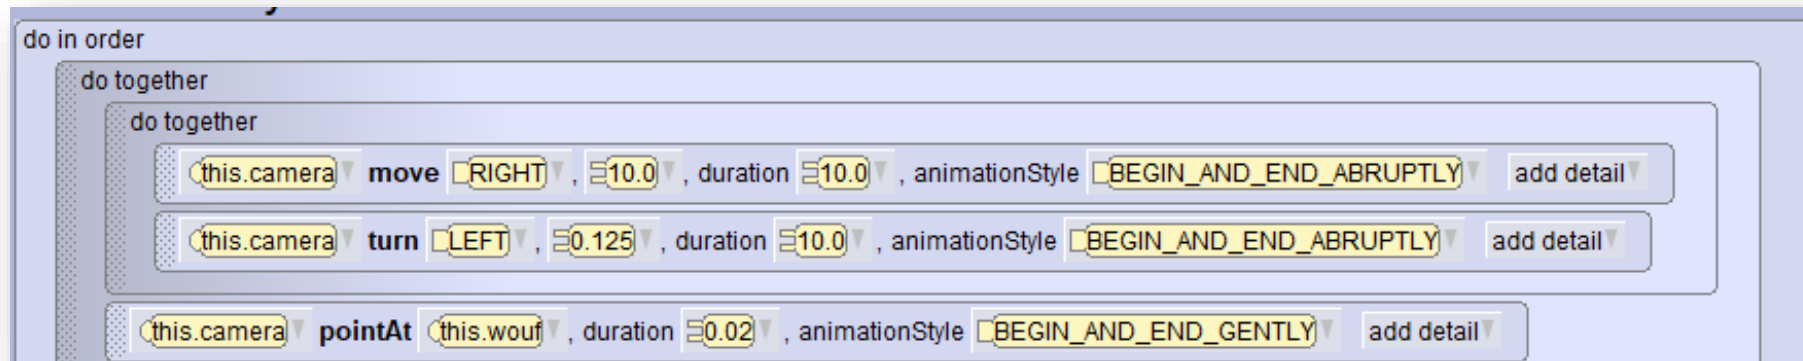 do in order
do together
do together
this.camera move RIGHT , 10.0 , duration 10.0 , animationStyle BEGIN_AND_END_ABRUPTLY add detail
this.camera turn LEFT , 0.125 , duration 10.0 , animationStyle BEGIN_AND_END_ABRUPTLY add detail
this.camera pointAt this.wouf , duration 0.02 , animationStyle BEGIN_AND_END_GENTLY add detail